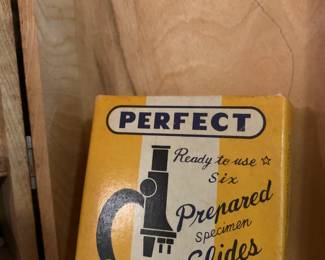 PERFECT
Ready to use ☆
Six
Prepared
Specimen
Slides